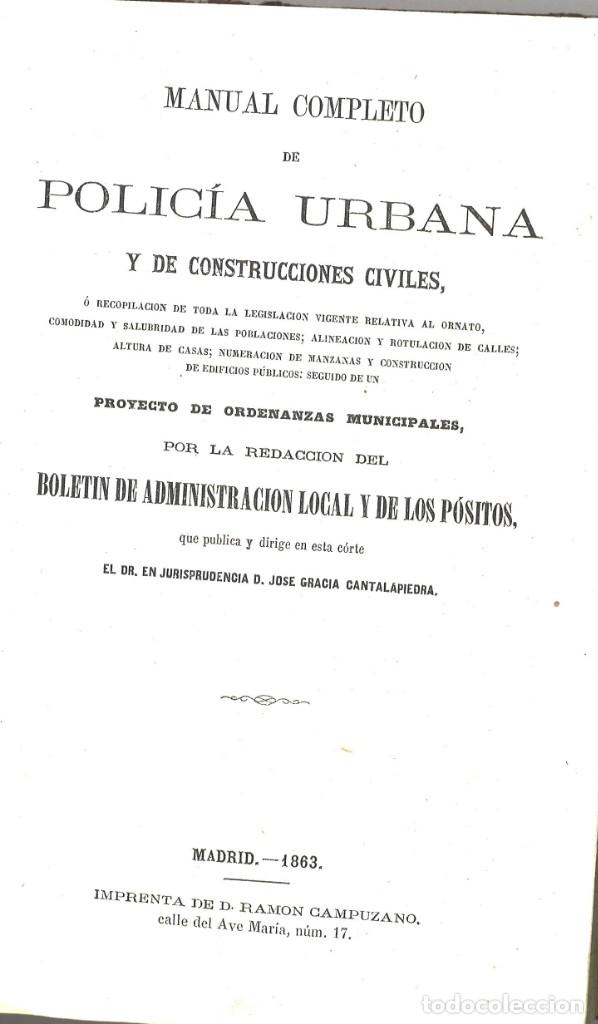 MANUAL COMPLETO
DE
POLICÍA URBANA
Y DE CONSTRUCCIONES CIVILES,
Ó RECOPILACION DE TODA LA LEGISLACION VIGENTE RELATIVA AL ORNATO,
COMODIDAD Y SALUBRIDAD DE LAS POBLACIONES; ALINEACION Y ROTULACION DE CALLES;
ALTURA DE CASAS; NUMERACION DE MANZANAS Y CONSTRUCCION
DE EDIFICIOS PÚBLICOS: SEGUIDO DE UN
PROYECTO DE ORDENANZAS MUNICIPALES,
POR LA REDACCION DEL
BOLETIN DE ADMINISTRACION LOCAL Y DE LOS PÓSITOS,
que publica y dirige en esta córte
EL DR. EN JURISPRUDENCIA D. JOSE GRACIA CANTALAPIEDRA.
MADRID.—1863.
IMPRENTA DE D. RAMON CAMPUZANO,
calle del Ave María, núm. 17.
todocoleccion